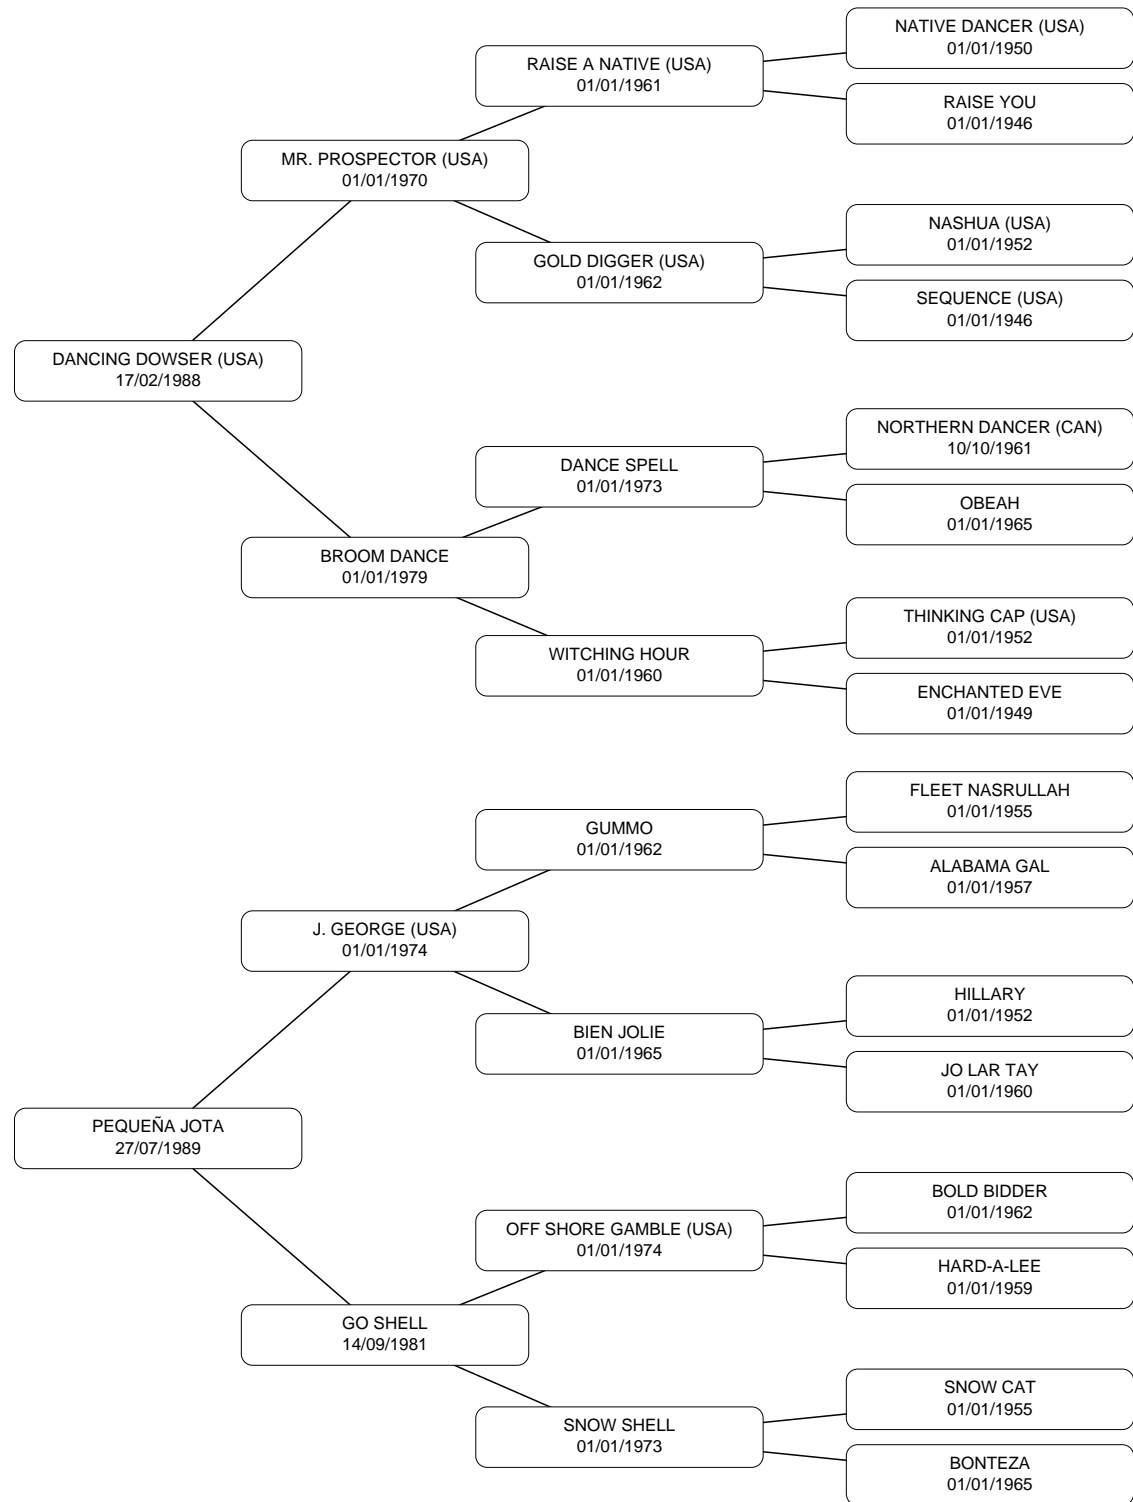 NATIVE DANCER (USA)
01/01/1950
RAISE A NATIVE (USA)
01/01/1961
RAISE YOU
01/01/1946
MR. PROSPECTOR (USA)
01/01/1970
NASHUA (USA)
01/01/1952
GOLD DIGGER (USA)
01/01/1962
SEQUENCE (USA)
01/01/1946
DANCING DOWSER (USA)
17/02/1988
NORTHERN DANCER (CAN)
10/10/1961
DANCE SPELL
01/01/1973
OBEAH
01/01/1965
BROOM DANCE
01/01/1979
THINKING CAP (USA)
01/01/1952
WITCHING HOUR
01/01/1960
ENCHANTED EVE
01/01/1949
FLEET NASRULLAH
01/01/1955
GUMMO
01/01/1962
ALABAMA GAL
01/01/1957
J. GEORGE (USA)
01/01/1974
HILLARY
01/01/1952
BIEN JOLIE
01/01/1965
JO LAR TAY
01/01/1960
PEQUEÑA JOTA
27/07/1989
BOLD BIDDER
01/01/1962
OFF SHORE GAMBLE (USA)
01/01/1974
HARD-A-LEE
01/01/1959
GO SHELL
14/09/1981
SNOW CAT
01/01/1955
SNOW SHELL
01/01/1973
BONTEZA
01/01/1965